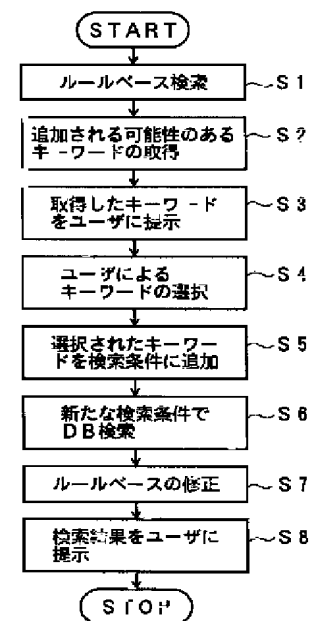 START
ルールベース検索
S1
追加される可能性のある
キーワードの取得
S2
取得したキーワード
をユーザに提示
S3
ユーザによる
キーワードの選択
S4
選択されたキーワー
ドを検索条件に追加
S5
新たな検索条件で
DB検索
S6
ルールベースの修正
S7
検索結果をユーザに
提示
S8
STOP